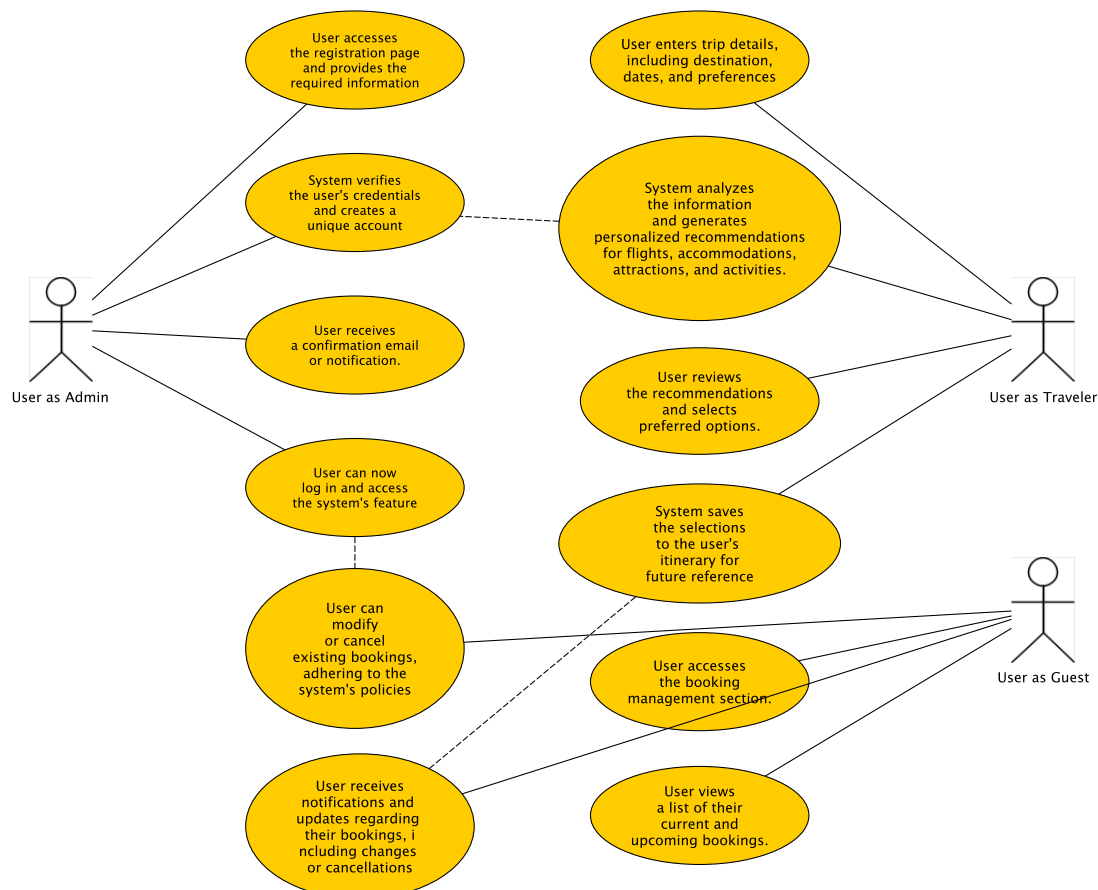 User accesses
the registration page
and provides the
required information
User enters trip details,
including destination,
dates, and preferences
System verifies
the user's credentials
and creates a
unique account
System analyzes
the information
and generates
personalized recommendations
for flights, accommodations,
attractions, and activities.
User receives
a confirmation email
or notification.
User as Admin
User as Traveler
User reviews
the recommendations
and selects
preferred options.
User can now
log in and access
the system's feature
System saves
the selections
to the user's
itinerary for
future reference
User can
modify
or cancel
existing bookings,
adhering to the
system's policies
User accesses
the booking
management section.
User as Guest
User receives
notifications and
updates regarding
their bookings, i
ncluding changes
or cancellations
User views
a list of their
current and
upcoming bookings.